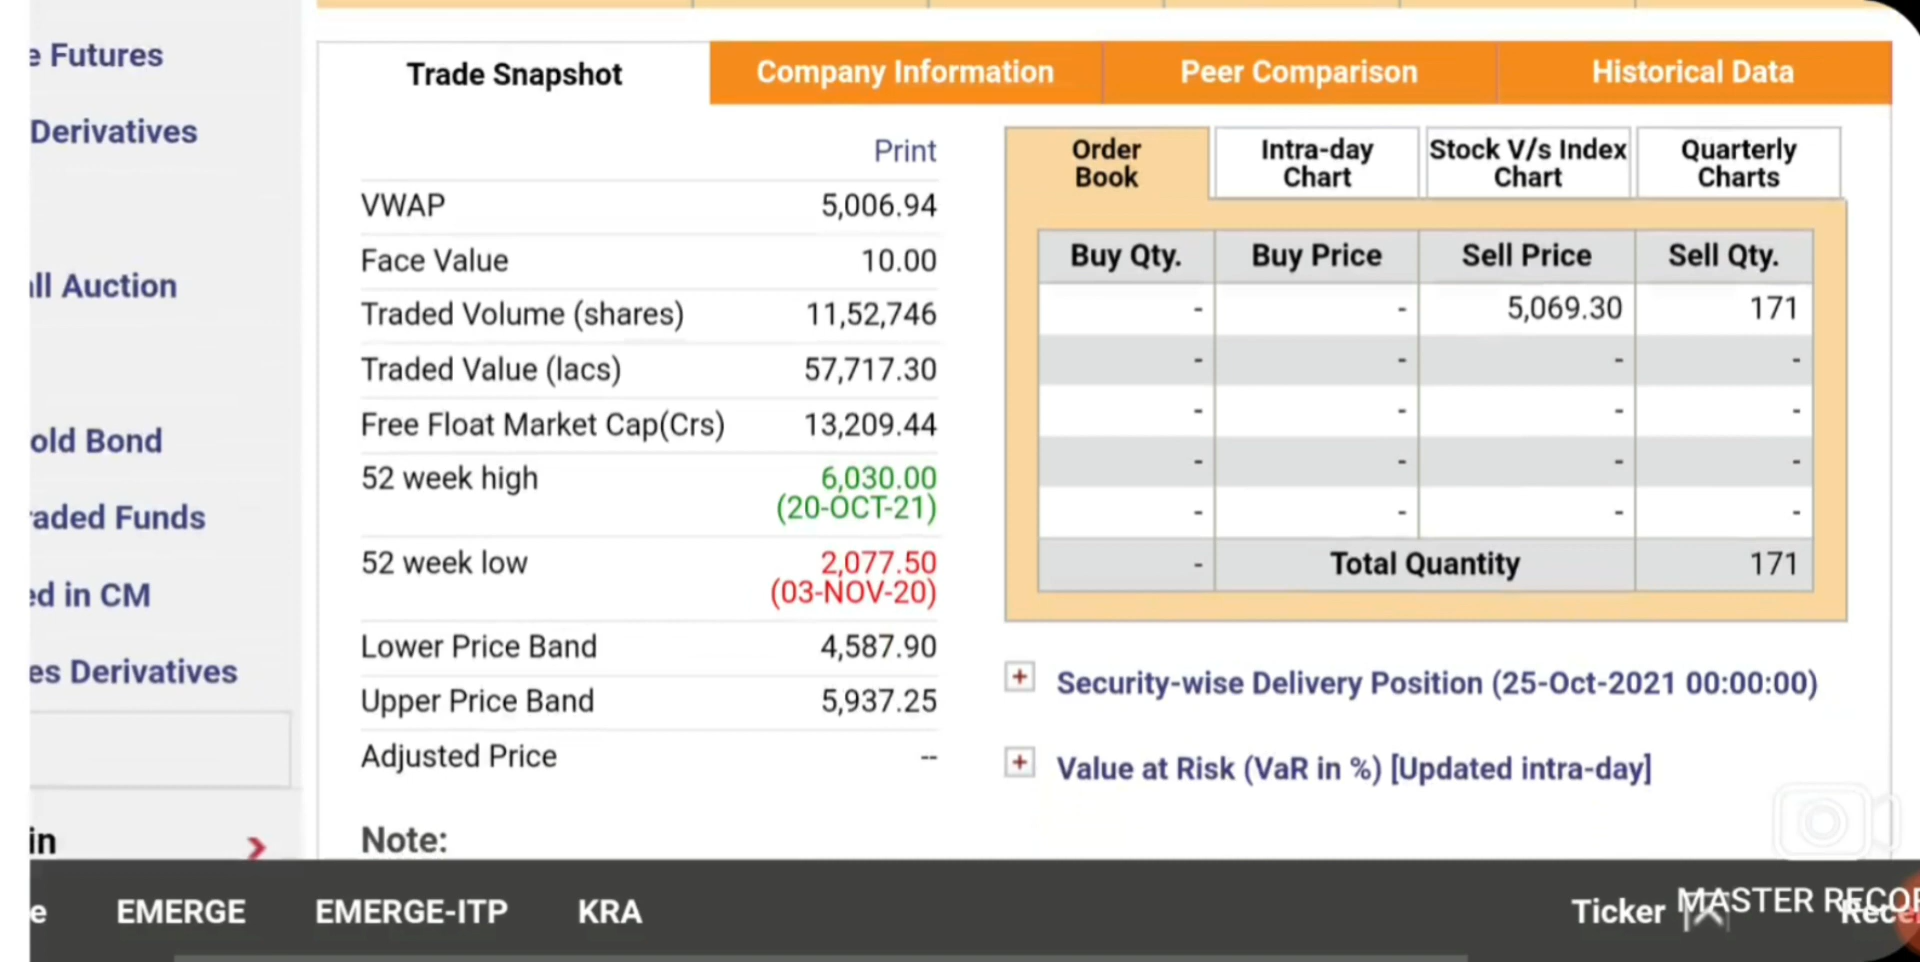 e Futures
Derivatives
ll Auction
old Bond
raded Funds
ed in CM
es Derivatives
in
Trade Snapshot
Company Information
Peer Comparison
Historical Data
Print
VWAP 5,006.94
Face Value 10.00
Traded Volume (shares) 11,52,746
Traded Value (lacs) 57,717.30
Free Float Market Cap(Crs) 13,209.44
52 week high 6,030.00
(20-OCT-21)
52 week low 2,077.50
(03-NOV-20)
Lower Price Band 4,587.90
Upper Price Band 5,937.25
Adjusted Price --
Note:
Order
Book
Intra-day
Chart
Stock V/s Index
Chart
Quarterly
Charts
Buy Qty. Buy Price Sell Price Sell Qty.
- - 5,069.30 171
- - - -
- - - -
- - - -
- - - -
- Total Quantity 171
+ Security-wise Delivery Position (25-Oct-2021 00:00:00)
+ Value at Risk (VaR in %) [Updated intra-day]
e EMERGE EMERGE-ITP KRA Ticker
MASTER RECOR